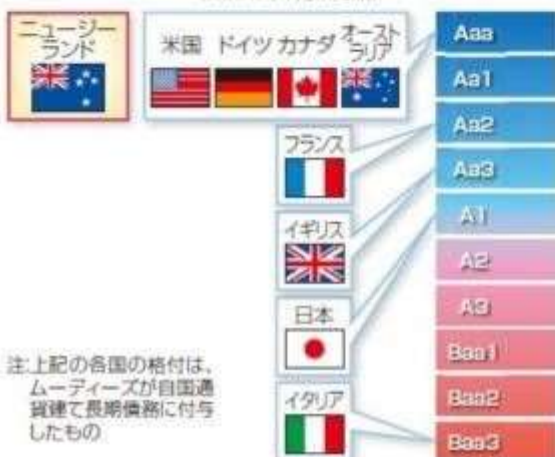 ニュージー
ランド
米国
ドイツ
カナダ
オースト
ラリア
Aaa
Aa1
Aa2
フランス
Aa3
イギリス
A1
A2
日本
A3
Baa1
注:上記の各国の格付は、
ムーディーズが自国通
貨建て長期債務に付与
したもの
イタリア
Baa2
Baa3